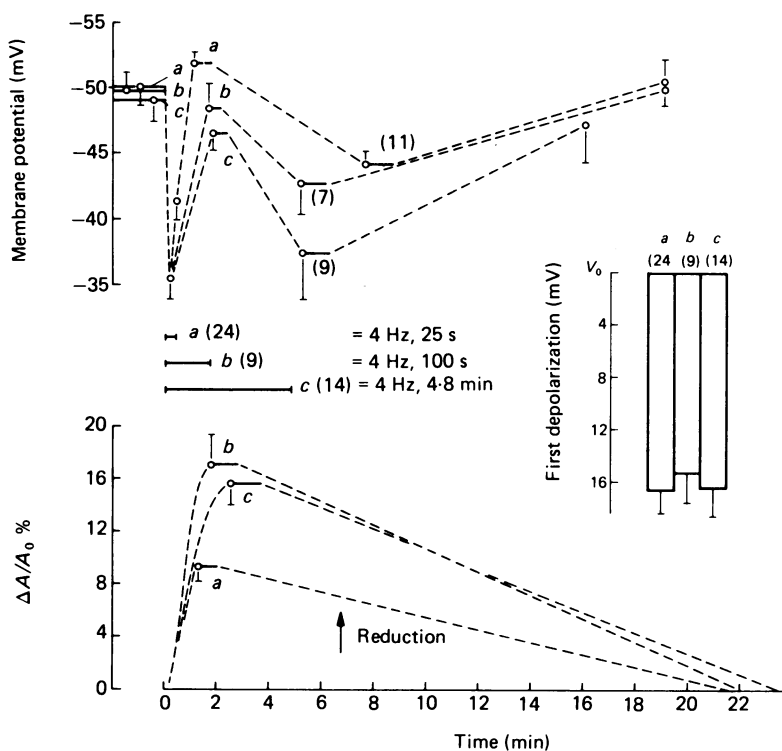 Membrane potential (mV)
−55
−50
−45
−40
−35
a
b
c
a
b
c
(11)
(7)
(9)
a (24) = 4 Hz, 25 s
b (9) = 4 Hz, 100 s
c (14) = 4 Hz, 4·8 min
First depolarization (mV)
a b c
V₀ (24 (9) (14)
4
8
12
16
ΔA/A₀ %
20
16
12
8
4
0
b
c
a
Reduction
0 2 4 6 8 10 12 14 16 18 20 22
Time (min)